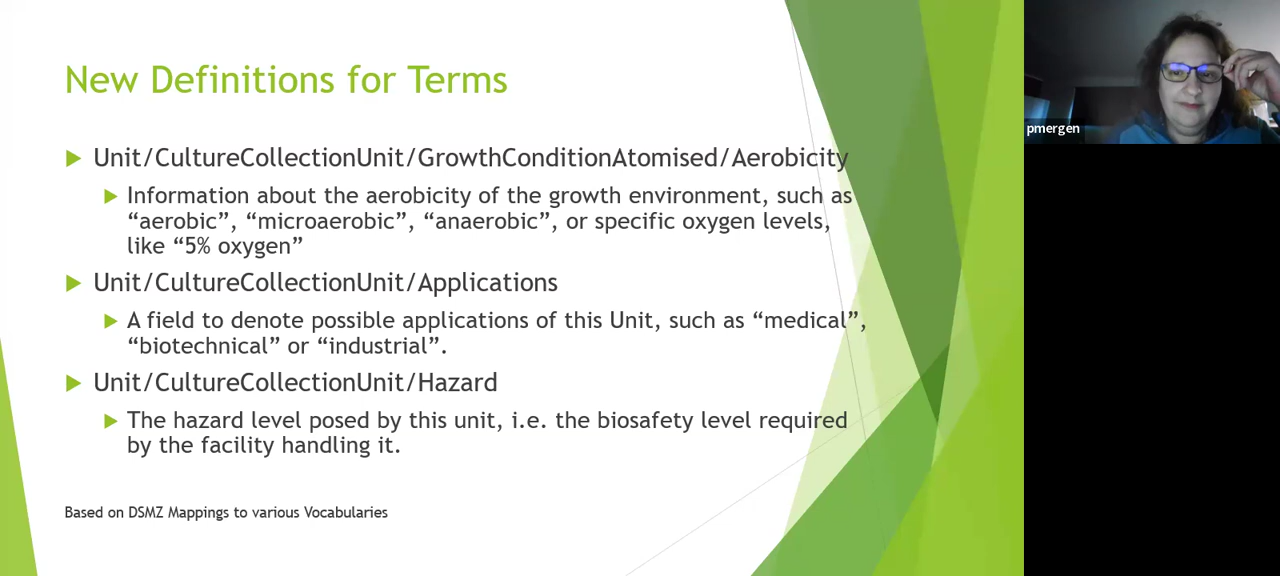 New Definitions for Terms
Unit/CultureCollectionUnit/GrowthConditionAtomised/Aerobicity
Information about the aerobicity of the growth environment, such as
“aerobic”, “microaerobic”, “anaerobic”, or specific oxygen levels,
like “5% oxygen”
Unit/CultureCollectionUnit/Applications
A field to denote possible applications of this Unit, such as “medical”,
“biotechnical” or “industrial”.
Unit/CultureCollectionUnit/Hazard
The hazard level posed by this unit, i.e. the biosafety level required
by the facility handling it.
Based on DSMZ Mappings to various Vocabularies
pmergen